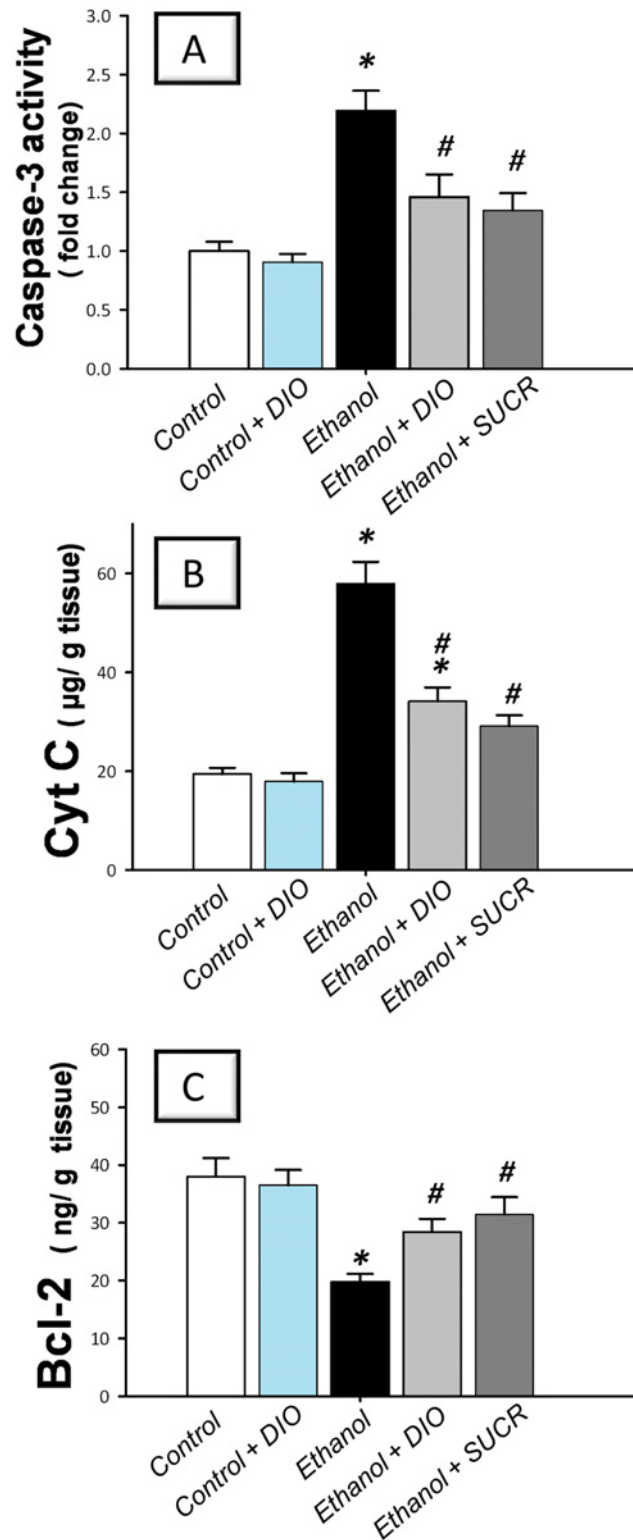 A
Caspase-3 activity
( fold change)
3.0
2.5
2.0
1.5
1.0
0.5
0.0
*
#
#
Control
Control + DIO
Ethanol
Ethanol + DIO
Ethanol + SUCR
B
Cyt C ( µg/ g tissue)
60
40
20
0
*
#
*
#
Control
Control + DIO
Ethanol
Ethanol + DIO
Ethanol + SUCR
C
Bcl-2 ( ng/ g tissue)
60
50
40
30
20
10
0
*
#
#
Control
Control + DIO
Ethanol
Ethanol + DIO
Ethanol + SUCR